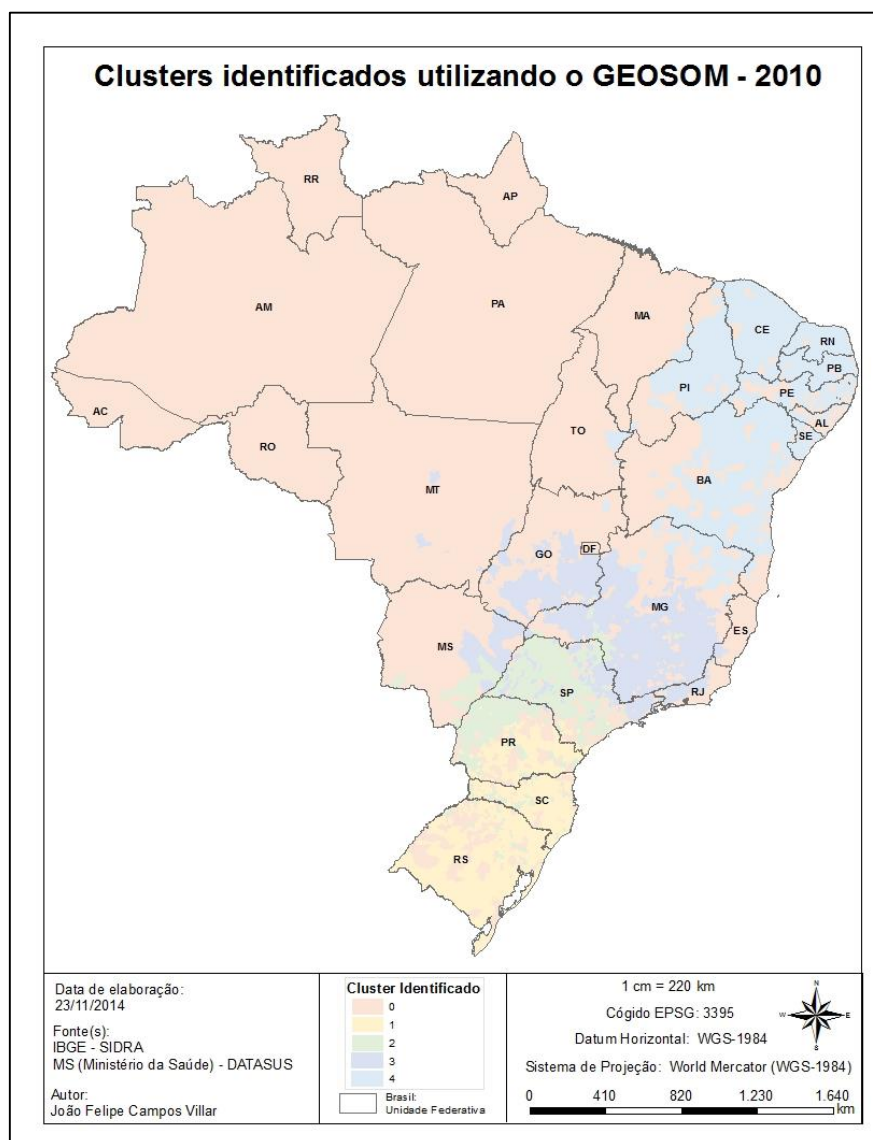 Clusters identificados utilizando o GEOSOM - 2010
RR
AP
AM
PA
MA
CE
RN
PB
PI
PE
AC
AL
TO
SE
RO
BA
MT
GO
DF
MG
ES
MS
SP
RJ
PR
SC
RS
Data de elaboração:
23/11/2014
Fonte(s):
IBGE - SIDRA
MS (Ministério da Saúde) - DATASUS
Autor:
João Felipe Campos Villar
Cluster Identificado
0
1
2
3
4
Brasil:
Unidade Federativa
1 cm = 220 km
Cógido EPSG: 3395
Datum Horizontal: WGS-1984
Sistema de Projeção: World Mercator (WGS-1984)
N
W E
S
0 410 820 1.230 1.640
km